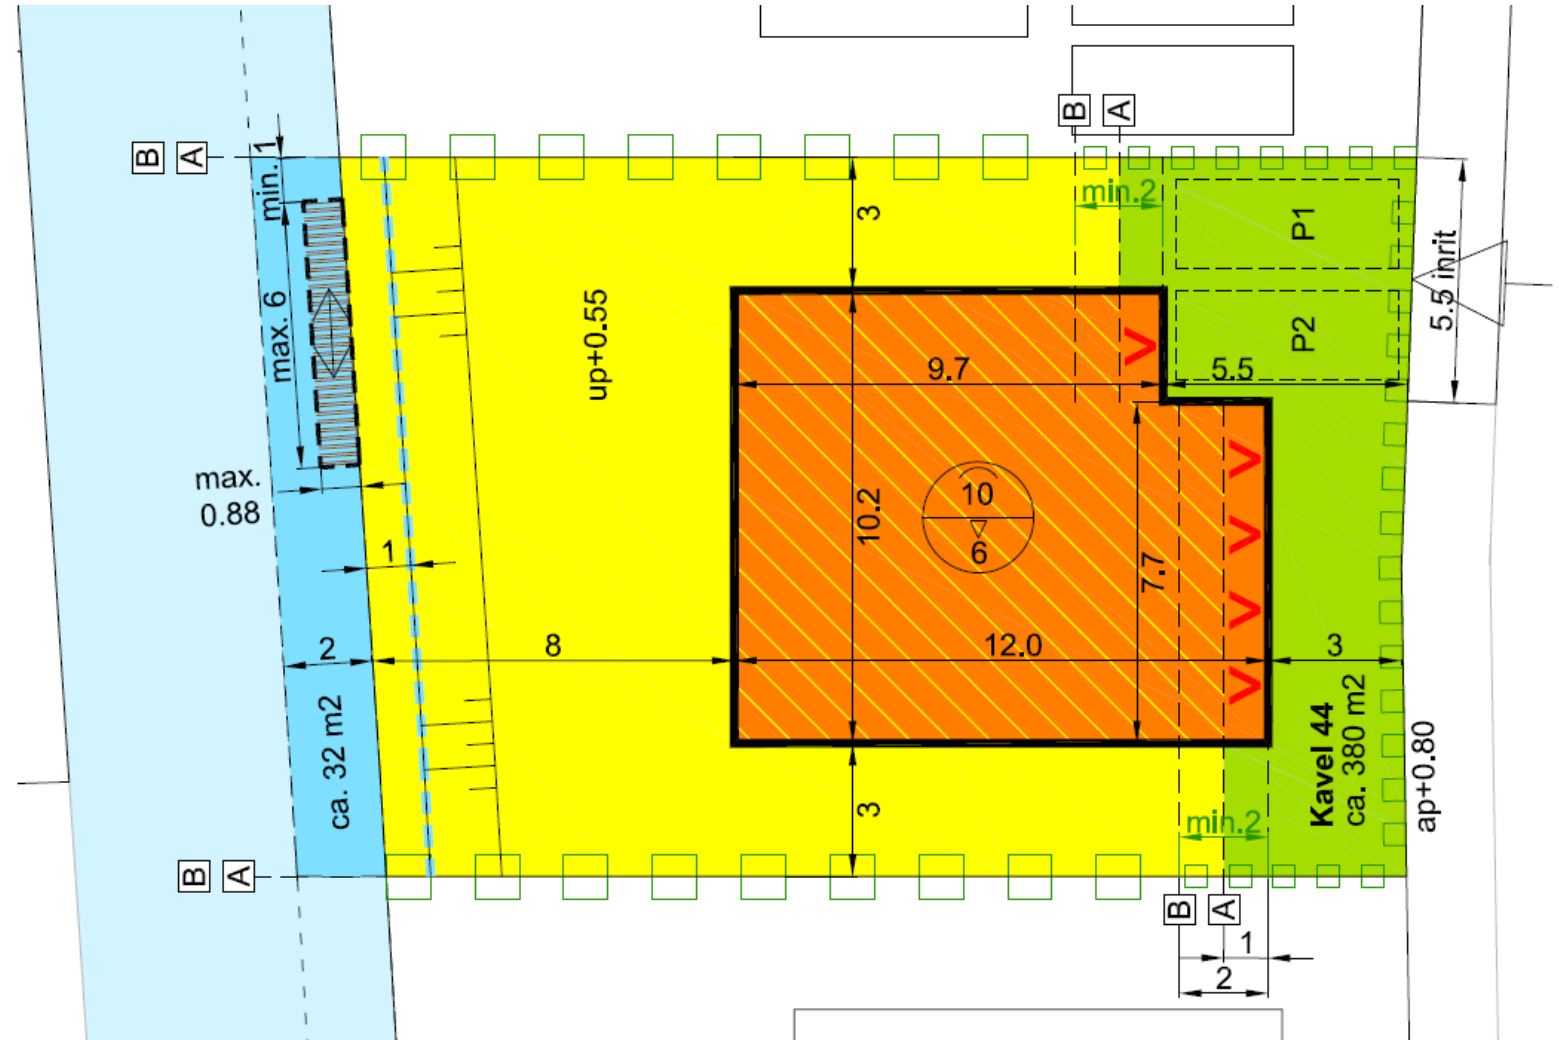 B
A
B
A
min. 1
min.2
3
P1
5.5 inrit
max. 6
up+0.55
P2
9.7
5.5
max.
0.88
10
6
10.2
7.7
1
2
8
12.0
3
ca. 32 m2
Kavel 44
ca. 380 m2
ap+0.80
3
min.2
B
A
B
A
1
2